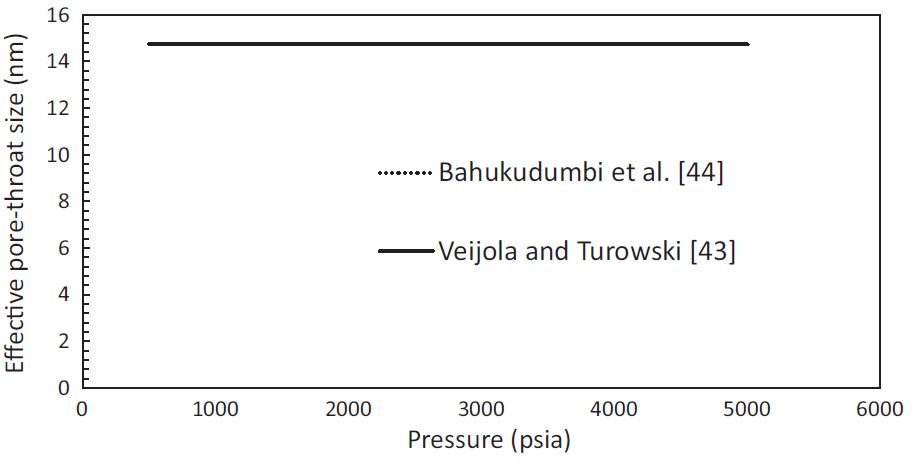 Effective pore-throat size (nm)
16
14
12
10
8
6
4
2
0
Bahukudumbi et al. [44]
Veijola and Turowski [43]
0 1000 2000 3000 4000 5000 6000
Pressure (psia)